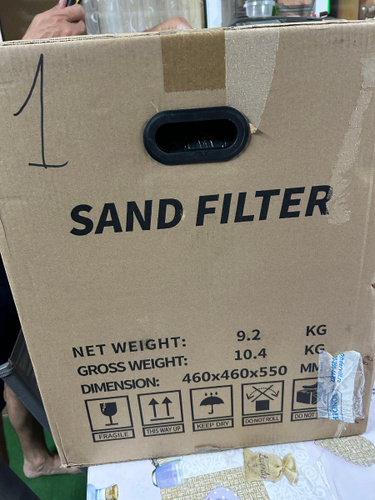 1
SAND FILTER
NET WEIGHT: 9.2 KG
GROSS WEIGHT: 10.4 KG
DIMENSION: 460x460x550 MM
FRAGILE THIS WAY UP KEEP DRY DO NOT ROLL DO NOT